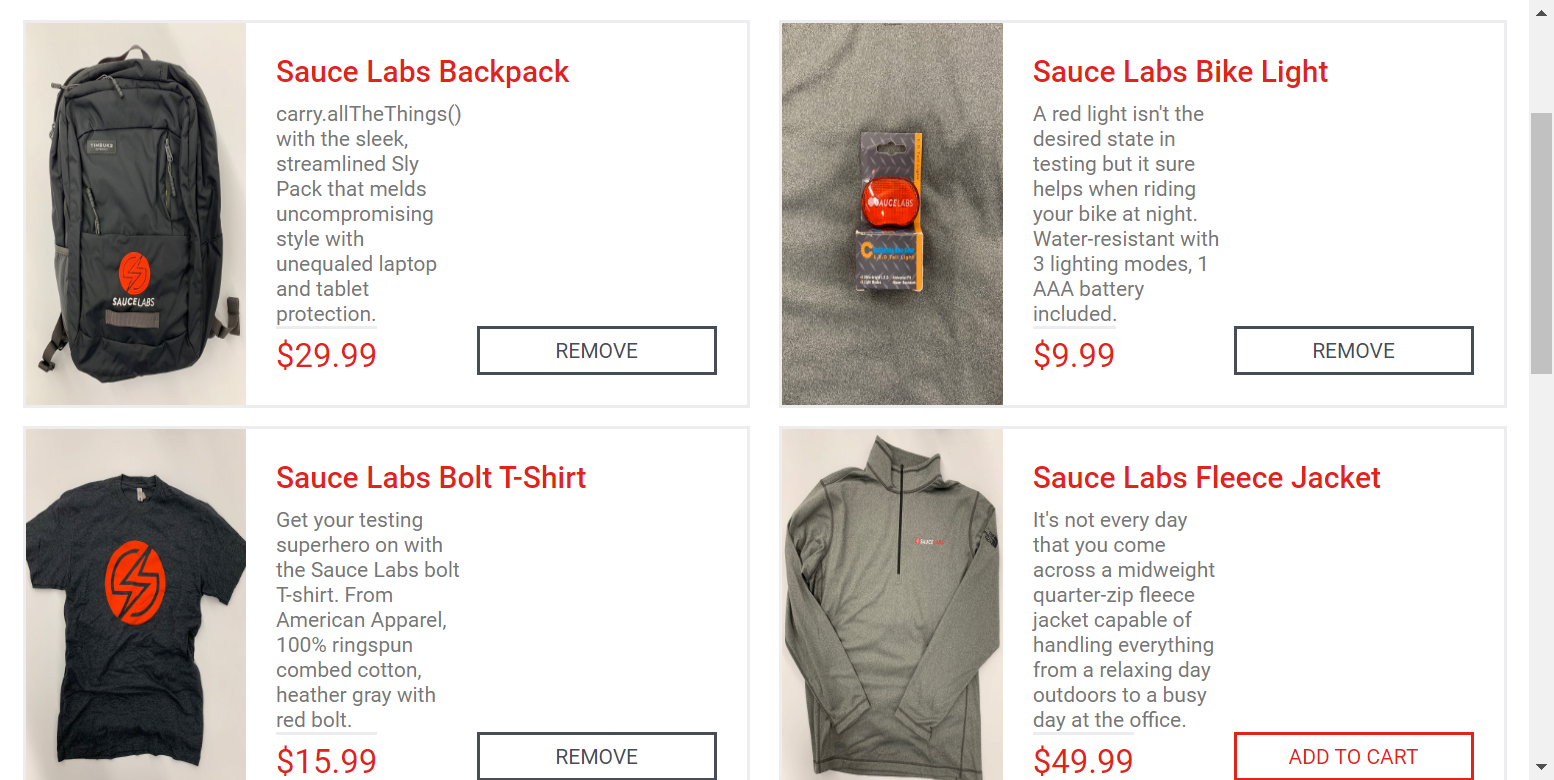 Sauce Labs Backpack
carry.allTheThings()
with the sleek,
streamlined Sly
Pack that melds
uncompromising
style with
unequaled laptop
and tablet
protection.
$29.99
REMOVE
SAUCELABS
Sauce Labs Bike Light
A red light isn't the
desired state in
testing but it sure
helps when riding
your bike at night.
Water-resistant with
3 lighting modes, 1
AAA battery
included.
$9.99
REMOVE
SAUCELABS
Sauce Labs Bolt T-Shirt
Get your testing
superhero on with
the Sauce Labs bolt
T-shirt. From
American Apparel,
100% ringspun
combed cotton,
heather gray with
red bolt.
$15.99
REMOVE
Sauce Labs Fleece Jacket
It's not every day
that you come
across a midweight
quarter-zip fleece
jacket capable of
handling everything
from a relaxing day
outdoors to a busy
day at the office.
$49.99
ADD TO CART